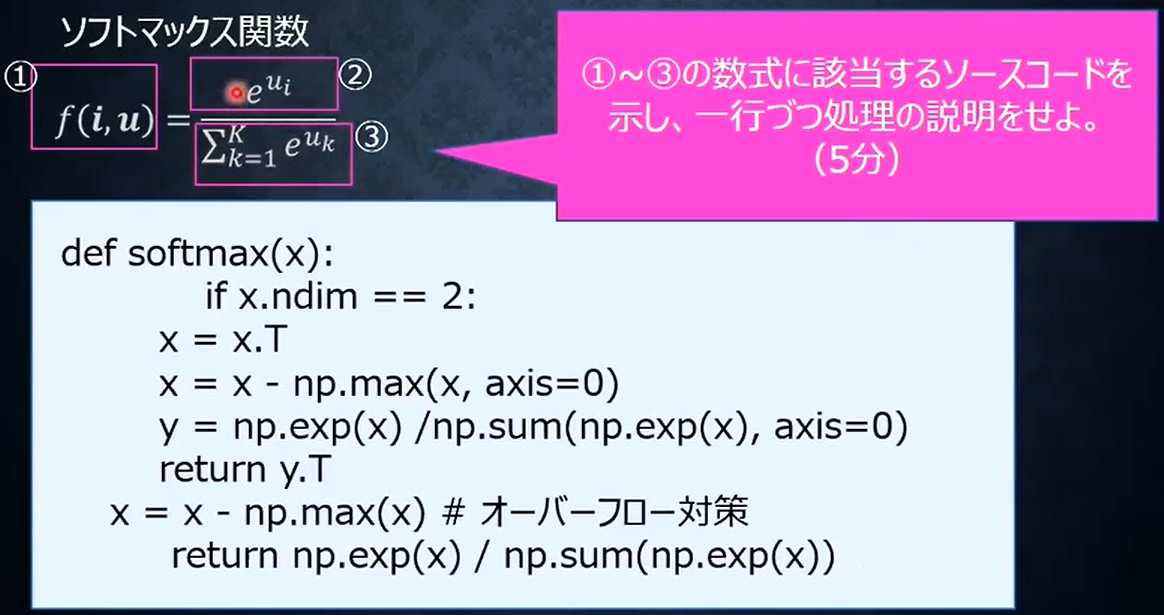 ソフトマックス関数
①
②
f(i, u) = e^{u_i} / ∑_{k=1}^{K} e^{u_k}
③
①~③の数式に該当するソースコードを
示し、一行づつ処理の説明をせよ。
(5分)
def softmax(x):
if x.ndim == 2:
x = x.T
x = x - np.max(x, axis=0)
y = np.exp(x) /np.sum(np.exp(x), axis=0)
return y.T
x = x - np.max(x) # オーバーフロー対策
return np.exp(x) / np.sum(np.exp(x))